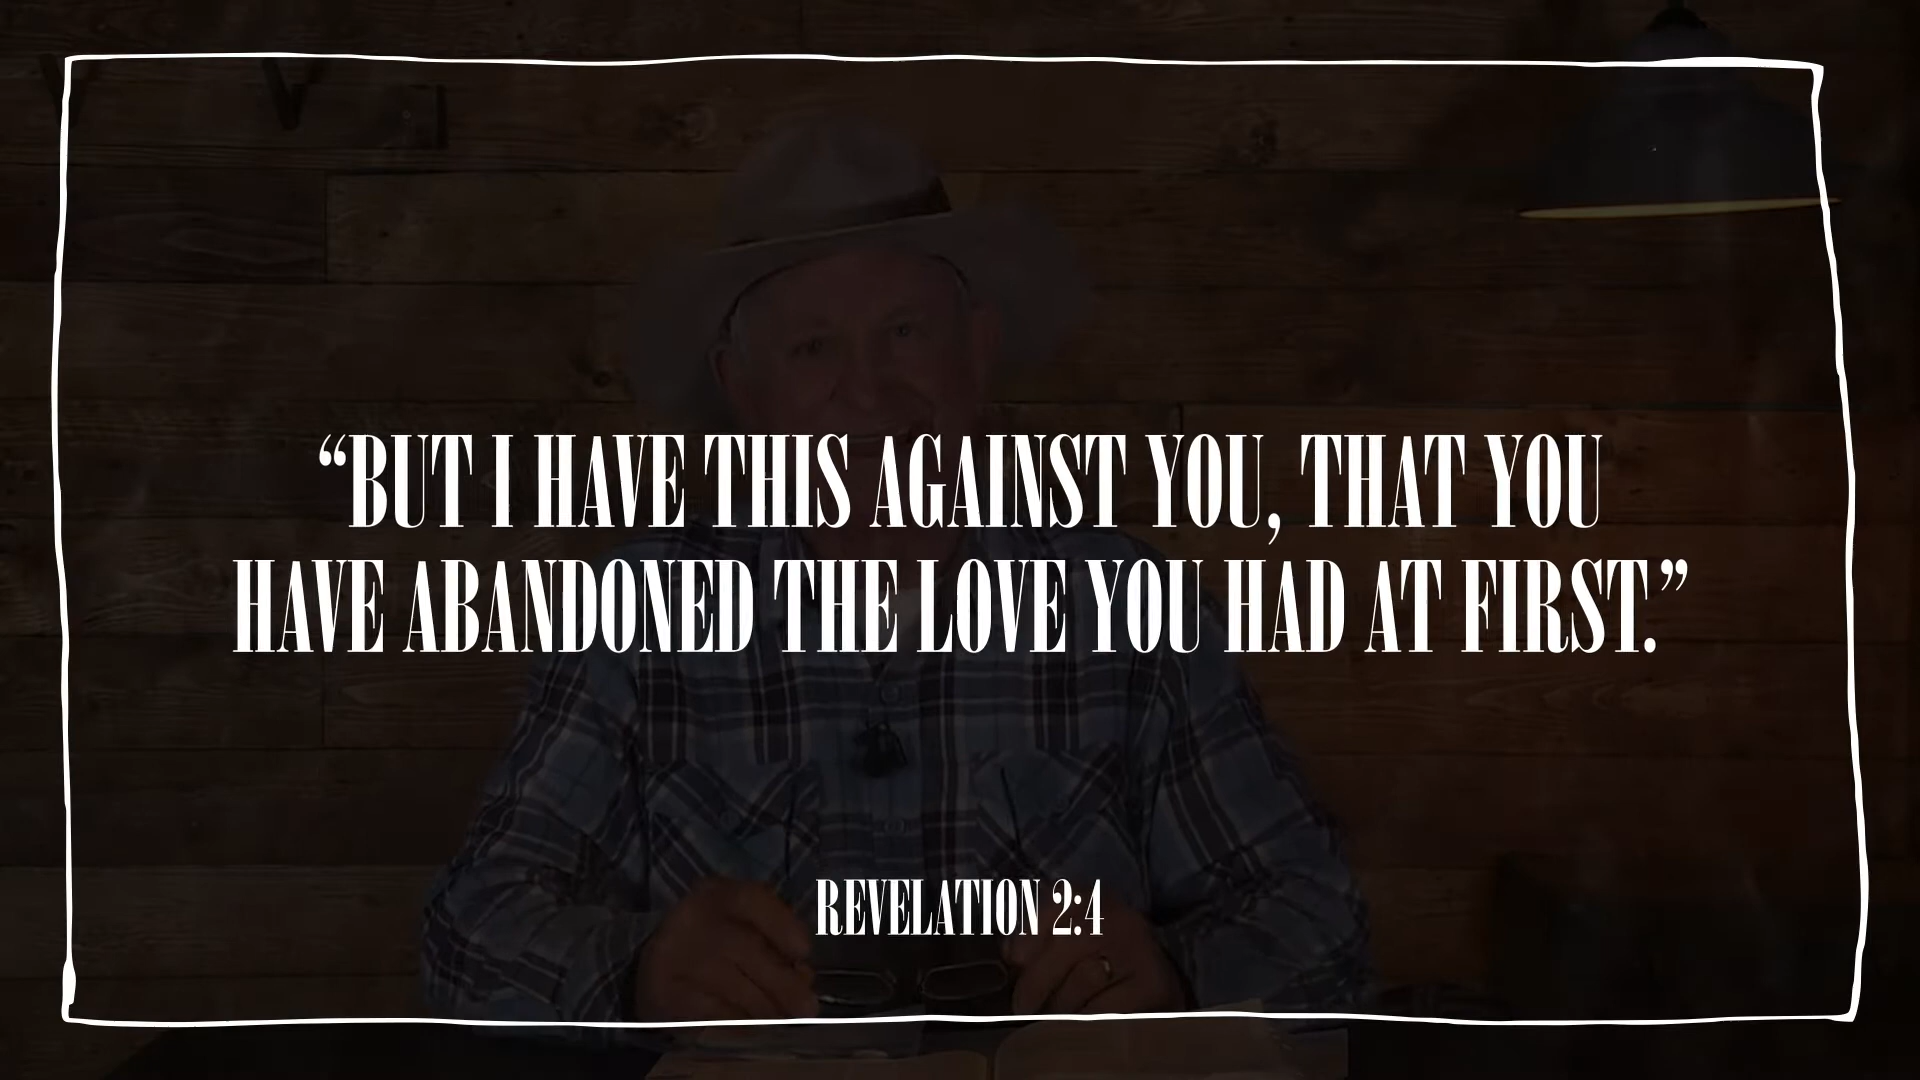 “BUT I HAVE THIS AGAINST YOU, THAT YOU
HAVE ABANDONED THE LOVE YOU HAD AT FIRST.”
REVELATION 2:4